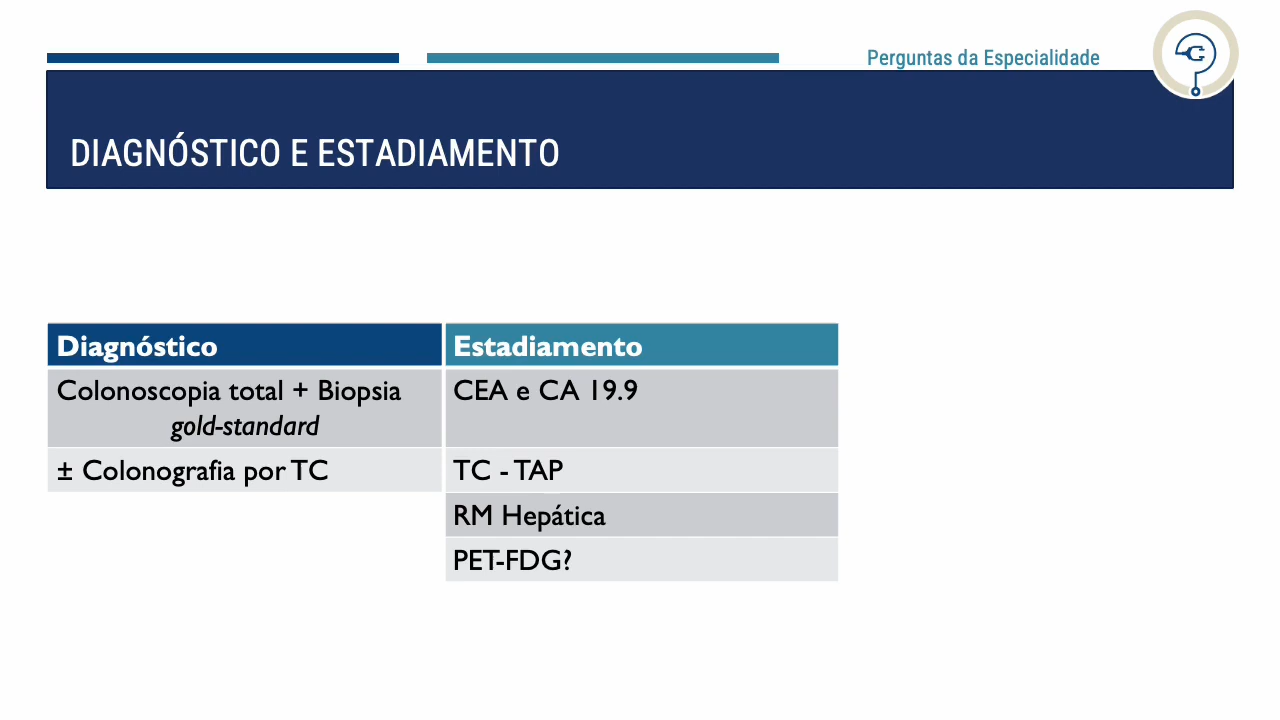 Perguntas da Especialidade
DIAGNÓSTICO E ESTADIAMENTO
Diagnóstico
Estadiamento
Colonoscopia total + Biopsia
gold-standard
CEA e CA 19.9
± Colonografia por TC
TC - TAP
RM Hepática
PET-FDG?